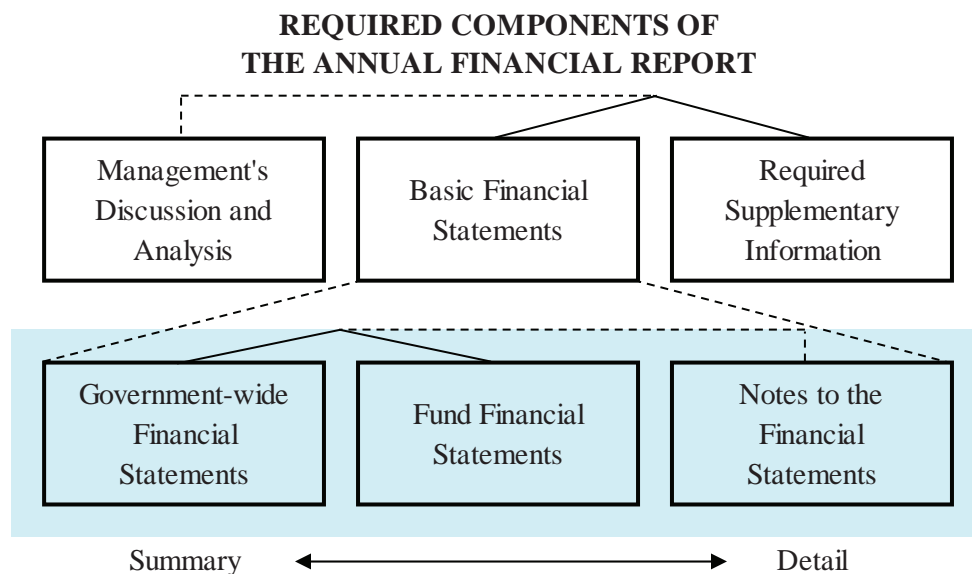 REQUIRED COMPONENTS OF
THE ANNUAL FINANCIAL REPORT
Management's
Discussion and
Analysis
Basic Financial
Statements
Required
Supplementary
Information
Government-wide
Financial
Statements
Fund Financial
Statements
Notes to the
Financial
Statements
Summary
Detail